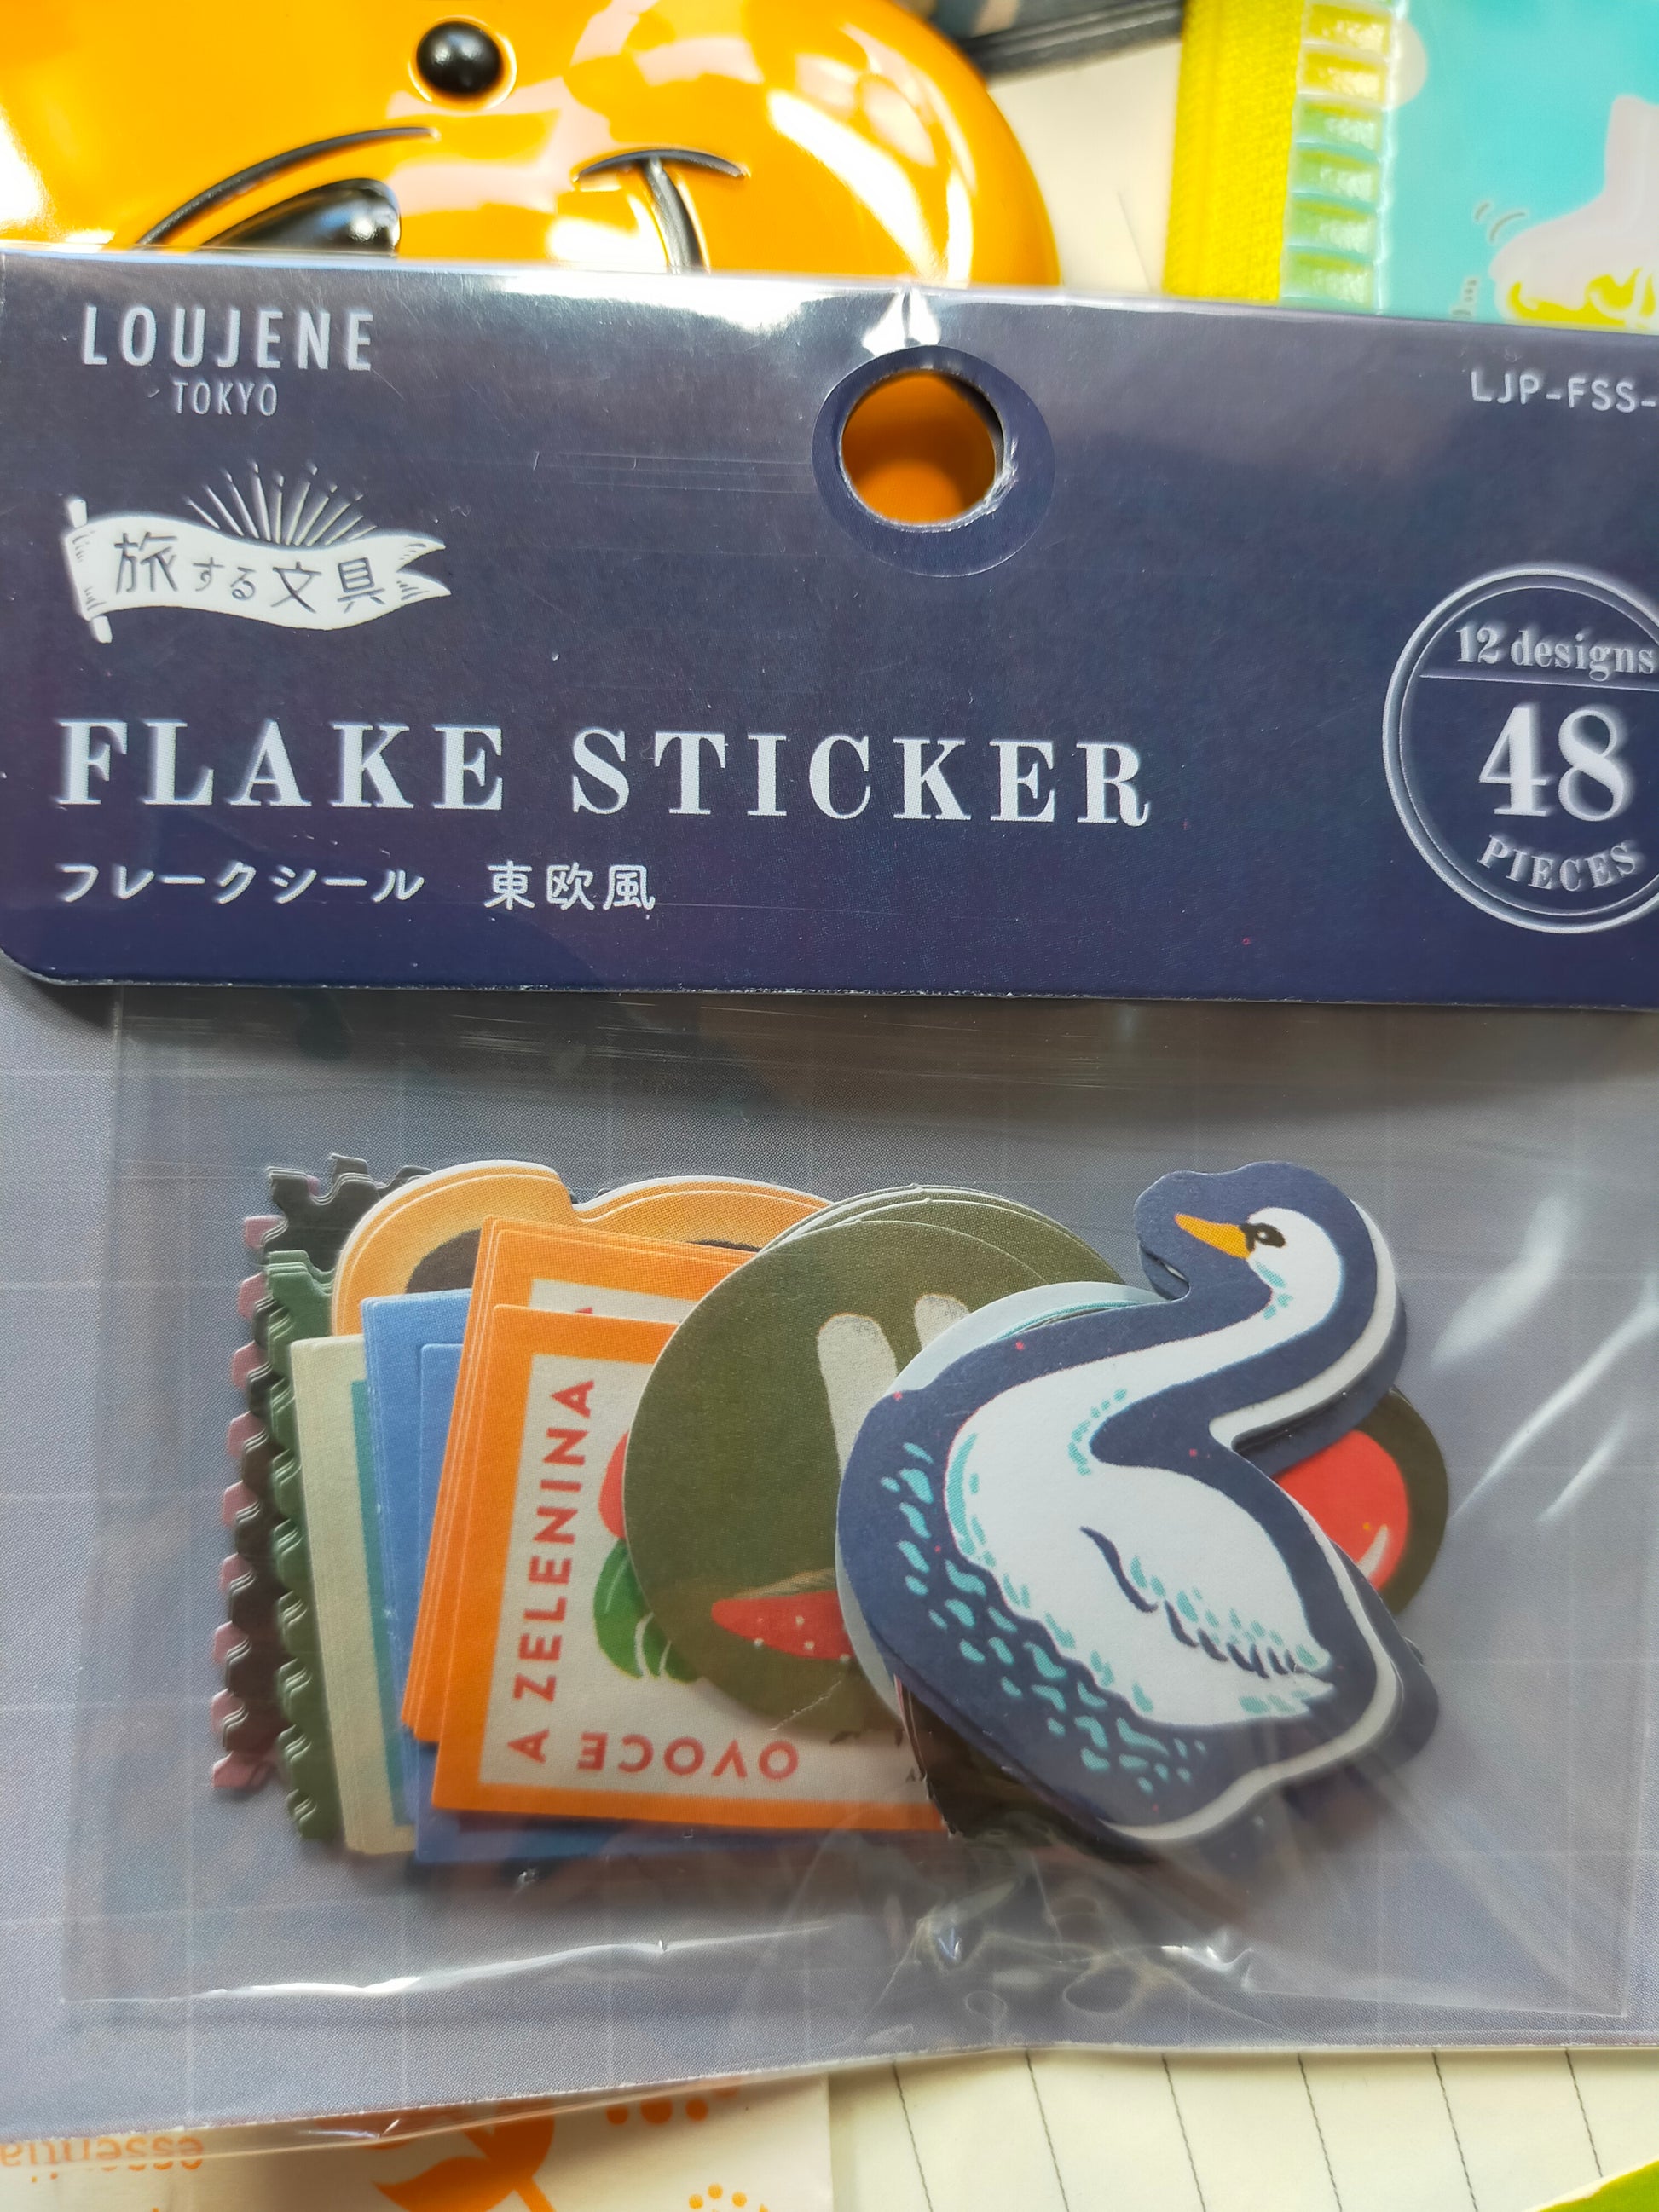 LOUJENE
TOKYO
LJP-FSS-
旅する文具
12 designs
48
PIECES
FLAKE STICKER
フレークシール 東欧風
A ZELENINA
OVOCE